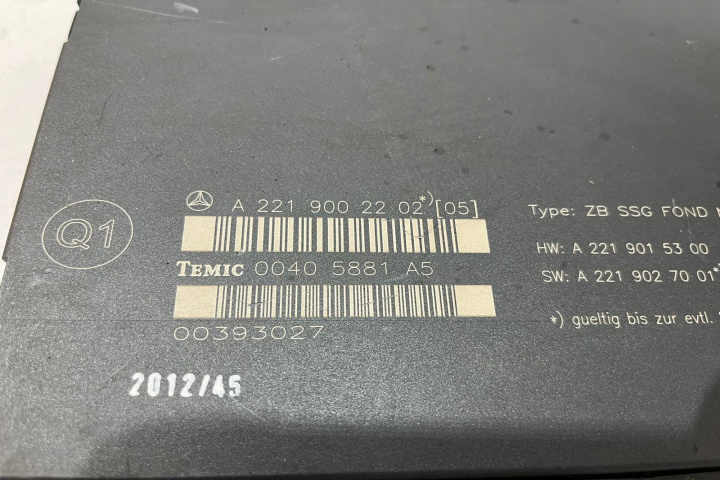 Q1
A 221 900 22 02*)[05]
TEMIC 0040 5881 A5
00393027
2012/45
Type: ZB SSG FOND
HW: A 221 901 53 00
SW: A 221 902 70 01*
*) gueltig bis zur evtl.